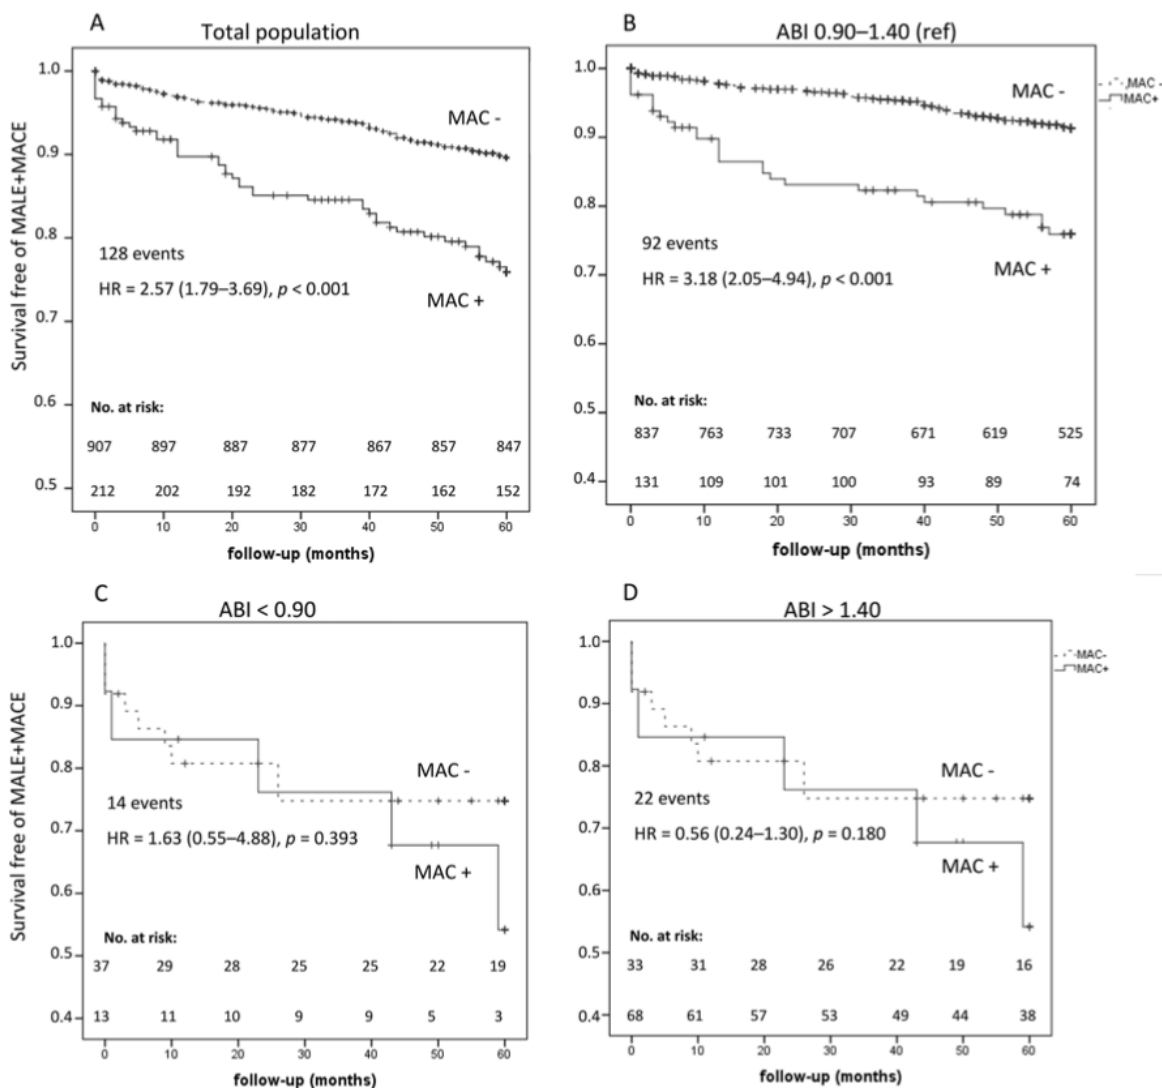 A
Total population
Survival free of MALE+MACE
1.0
0.9
0.8
0.7
0.6
0.5
MAC -
128 events
HR = 2.57 (1.79–3.69), p < 0.001
MAC +
No. at risk:
907 897 887 877 867 857 847
212 202 192 182 172 162 152
0 10 20 30 40 50 60
follow-up (months)
B
ABI 0.90–1.40 (ref)
1.0
0.9
0.8
0.7
0.6
0.5
0.4
MAC -
MAC -
MAC+
92 events
MAC +
HR = 3.18 (2.05–4.94), p < 0.001
No. at risk:
837 763 733 707 671 619 525
131 109 101 100 93 89 74
0 10 20 30 40 50 60
follow-up (months)
C
ABI < 0.90
Survival free of MALE+MACE
1.0
0.9
0.8
0.7
0.6
0.5
0.4
MAC -
14 events
HR = 1.63 (0.55–4.88), p = 0.393
MAC +
No. at risk:
37 29 28 25 25 22 19
13 11 10 9 9 5 3
0 10 20 30 40 50 60
follow-up (months)
D
ABI > 1.40
1.0
0.9
0.8
0.7
0.6
0.5
0.4
MAC-
MAC+
MAC -
22 events
HR = 0.56 (0.24–1.30), p = 0.180
MAC +
No. at risk:
33 31 28 26 22 19 16
68 61 57 53 49 44 38
0 10 20 30 40 50 60
follow-up (months)